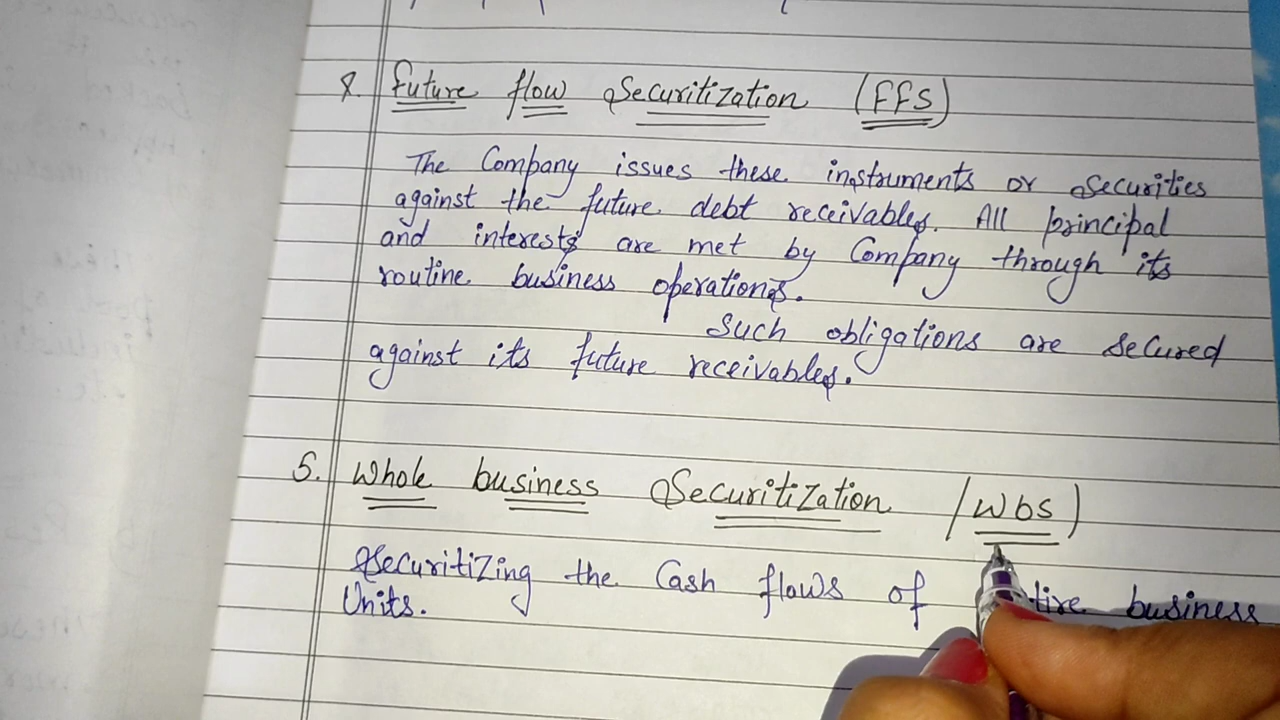 4. Future flow Securitization (FFS)
The Company issues these instruments or Securities
against the future debt receivables. All principal
and interests are met by Company through its
routine business operations.
Such obligations are secured
against its future receivables.
5. Whole business Securitization (Wbs)
Securitizing the Cash flows of business
Units.